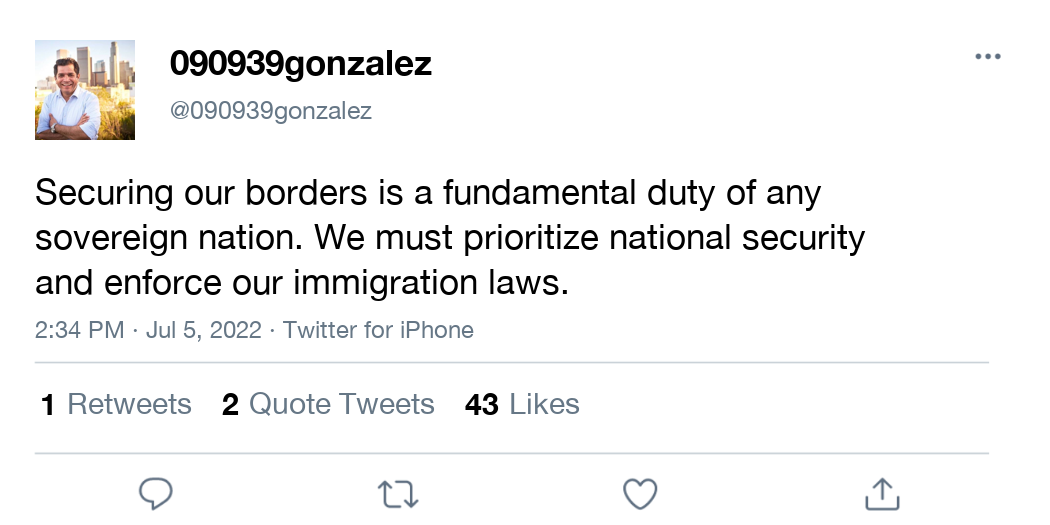 090939gonzalez
@090939gonzalez
Securing our borders is a fundamental duty of any
sovereign nation. We must prioritize national security
and enforce our immigration laws.
2:34 PM · Jul 5, 2022 · Twitter for iPhone
1 Retweets 2 Quote Tweets 43 Likes